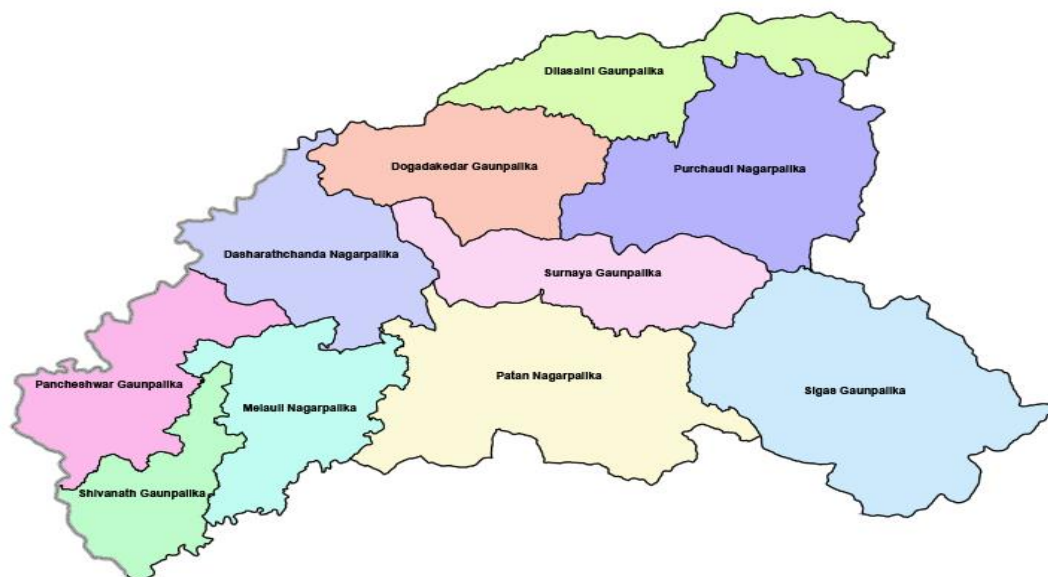 Dilasaini Gaunpalika
Dogadakedar Gaunpalika
Purchaudi Nagarpalika
Dasharathchanda Nagarpalika
Surnaya Gaunpalika
Patan Nagarpalika
Pancheshwar Gaunpalika
Sigas Gaunpalika
Melauli Nagarpalika
Shivanath Gaunpalika